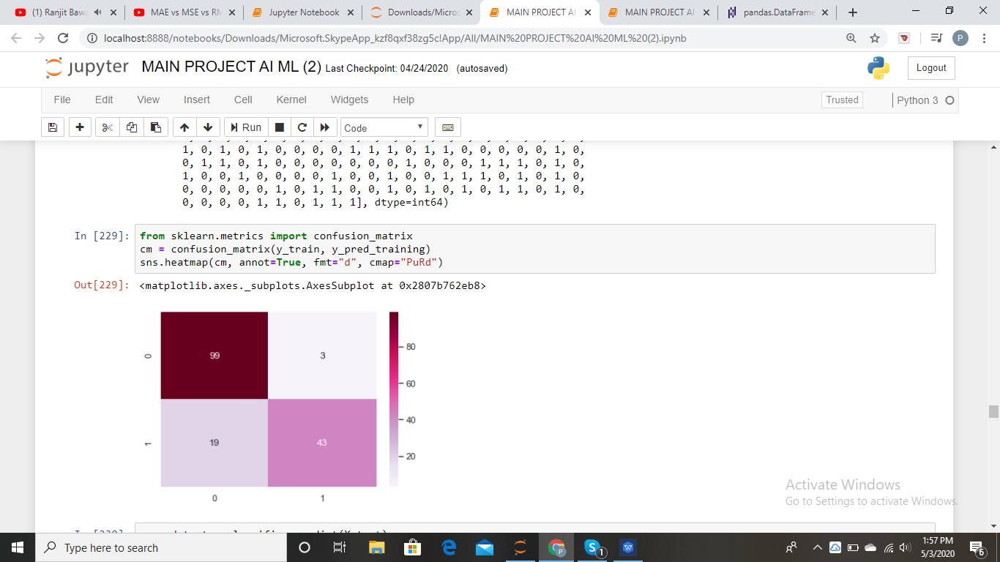 (1) Ranjit Bawa
MAE vs MSE vs RM
Jupyter Notebook
Downloads/Micros
MAIN PROJECT AI
MAIN PROJECT AI
pandas.DataFrame
localhost:8888/notebooks/Downloads/Microsoft.SkypeApp_kzf8qxf38zg5c!App/All/MAIN%20PROJECT%20AI%20ML%20(2).ipynb
P
jupyter MAIN PROJECT AI ML (2) Last Checkpoint: 04/24/2020 (autosaved)
Logout
File Edit View Insert Cell Kernel Widgets Help
Trusted
Python 3
Run
Code
1, 0, 1, 0, 1, 0, 0, 0, 0, 1, 1, 1, 0, 1, 1, 0, 0, 0, 0, 0, 1, 0,
0, 1, 1, 0, 1, 0, 0, 0, 0, 0, 0, 0, 1, 0, 0, 0, 1, 1, 1, 0, 1, 0,
1, 0, 0, 1, 0, 0, 0, 0, 1, 0, 0, 1, 0, 0, 1, 1, 1, 0, 1, 0, 1, 0,
0, 0, 0, 0, 0, 1, 0, 1, 1, 0, 0, 1, 0, 1, 0, 1, 0, 1, 1, 0, 1, 0,
0, 0, 0, 0, 1, 1, 0, 1, 1, 1], dtype=int64)
In [229]:
from sklearn.metrics import confusion_matrix
cm = confusion_matrix(y_train, y_pred_training)
sns.heatmap(cm, annot=True, fmt="d", cmap="PuRd")
Out[229]: <matplotlib.axes._subplots.AxesSubplot at 0x2807b762eb8>
99 3
19 43
0
1
0 1
80
60
40
20
Activate Windows
Go to Settings to activate Windows.
Type here to search
1:57 PM
5/3/2020